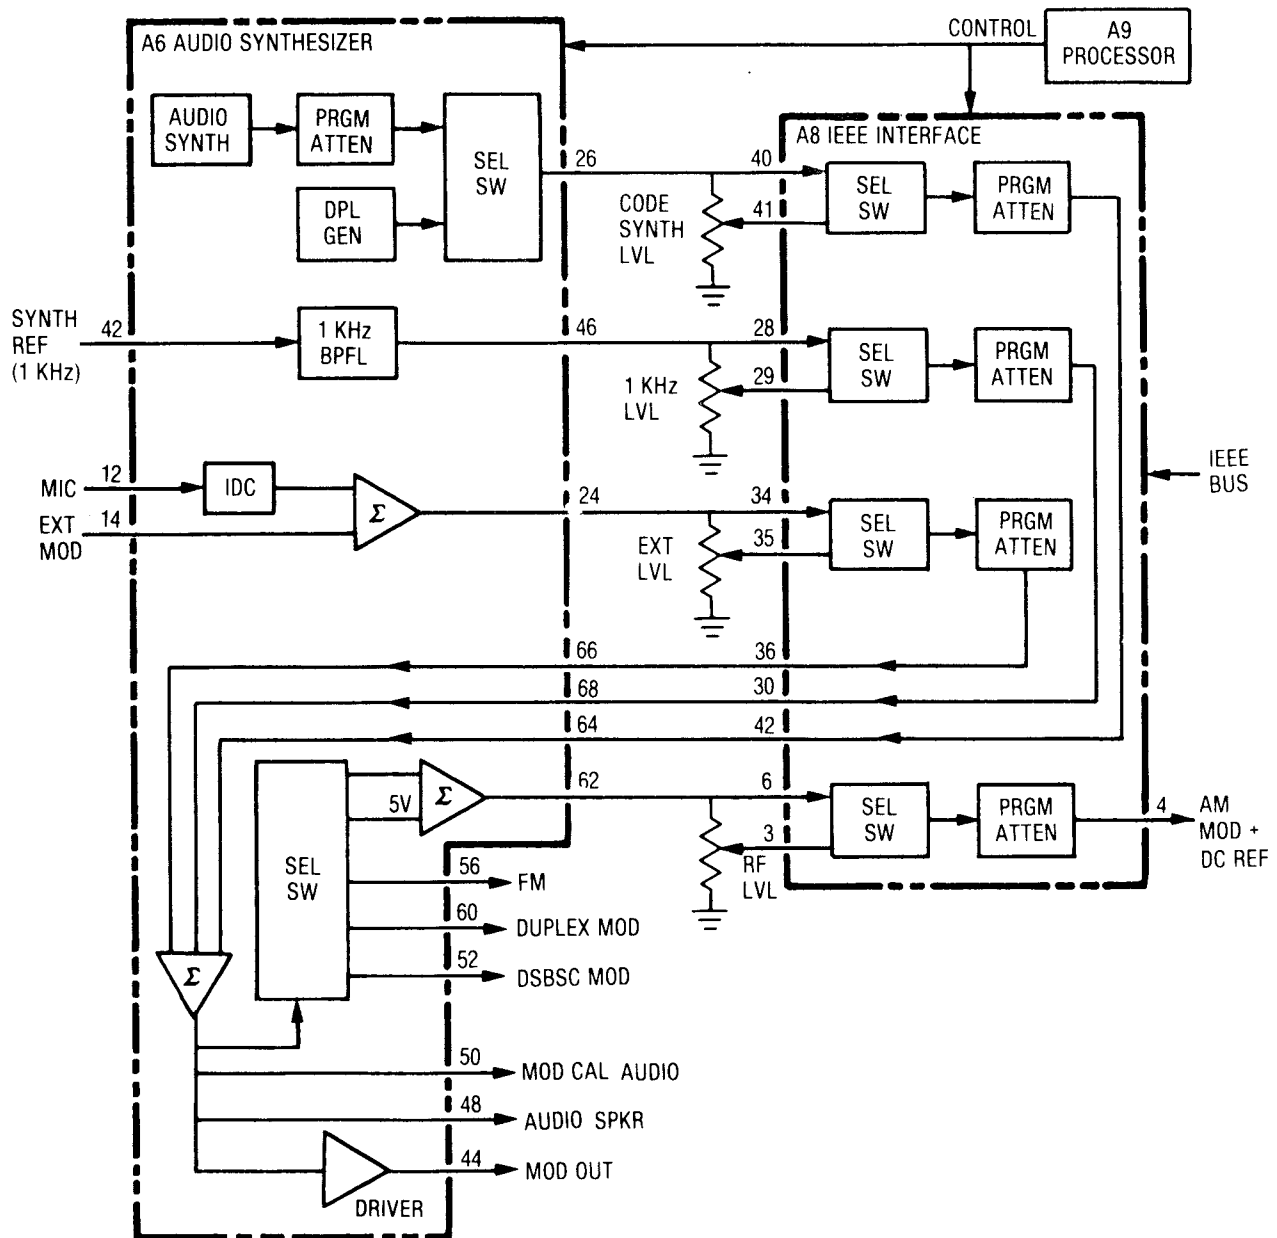 A6 AUDIO SYNTHESIZER
CONTROL
A9
PROCESSOR
A8 IEEE INTERFACE
AUDIO
SYNTH
PRGM
ATTEN
SEL
SW
DPL
GEN
26
40
41
CODE
SYNTH
LVL
SEL
SW
PRGM
ATTEN
SYNTH
REF
(1 KHz)
42
1 KHz
BPFL
46
28
29
1 KHz
LVL
SEL
SW
PRGM
ATTEN
MIC
12
IDC
EXT
MOD
14
Σ
24
34
35
EXT
LVL
SEL
SW
PRGM
ATTEN
IEEE
BUS
66
36
68
30
64
42
SEL
SW
5V
Σ
62
6
3
RF
LVL
SEL
SW
PRGM
ATTEN
4
AM
MOD +
DC REF
56
FM
60
DUPLEX MOD
52
DSBSC MOD
Σ
50
MOD CAL AUDIO
48
AUDIO SPKR
44
MOD OUT
DRIVER